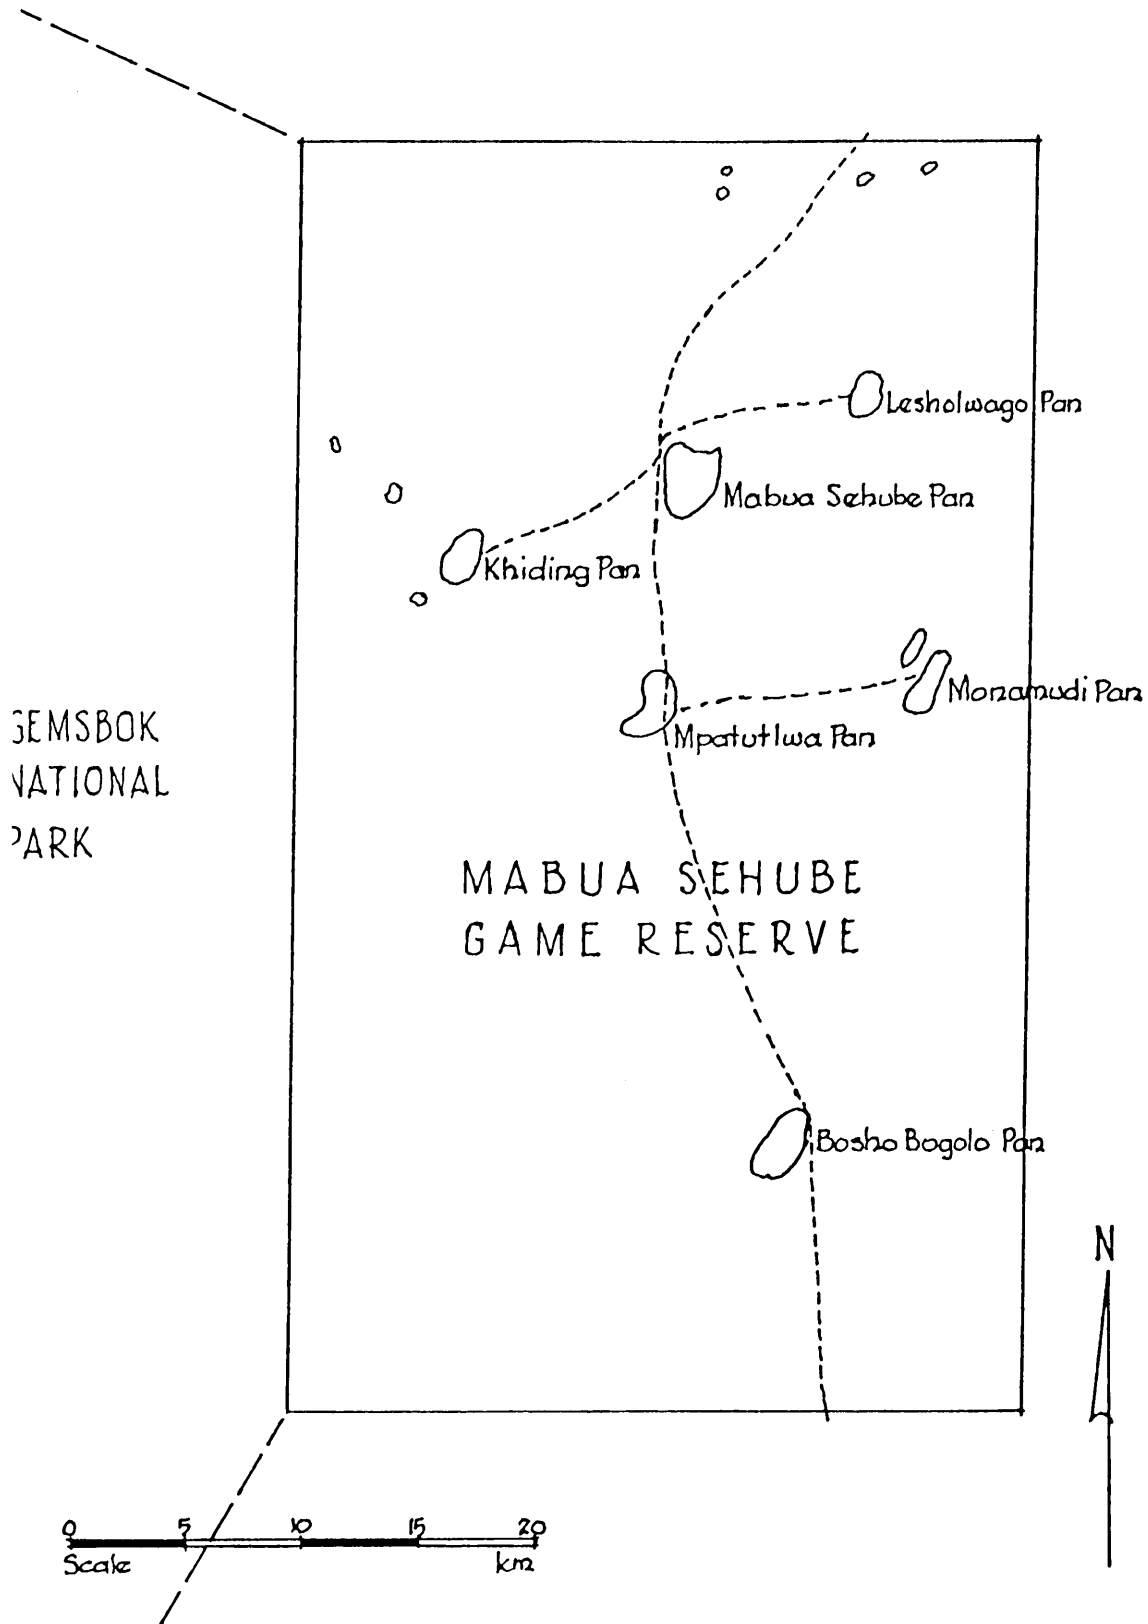 Lesholwago Pan
Mabua Sehube Pan
Khiding Pan
Monamudi Pan
Mpatutlwa Pan
GEMSBOK
NATIONAL
PARK
MABUA SEHUBE
GAME RESERVE
Bosho Bogolo Pan
N
0 5 10 15 20
Scale km